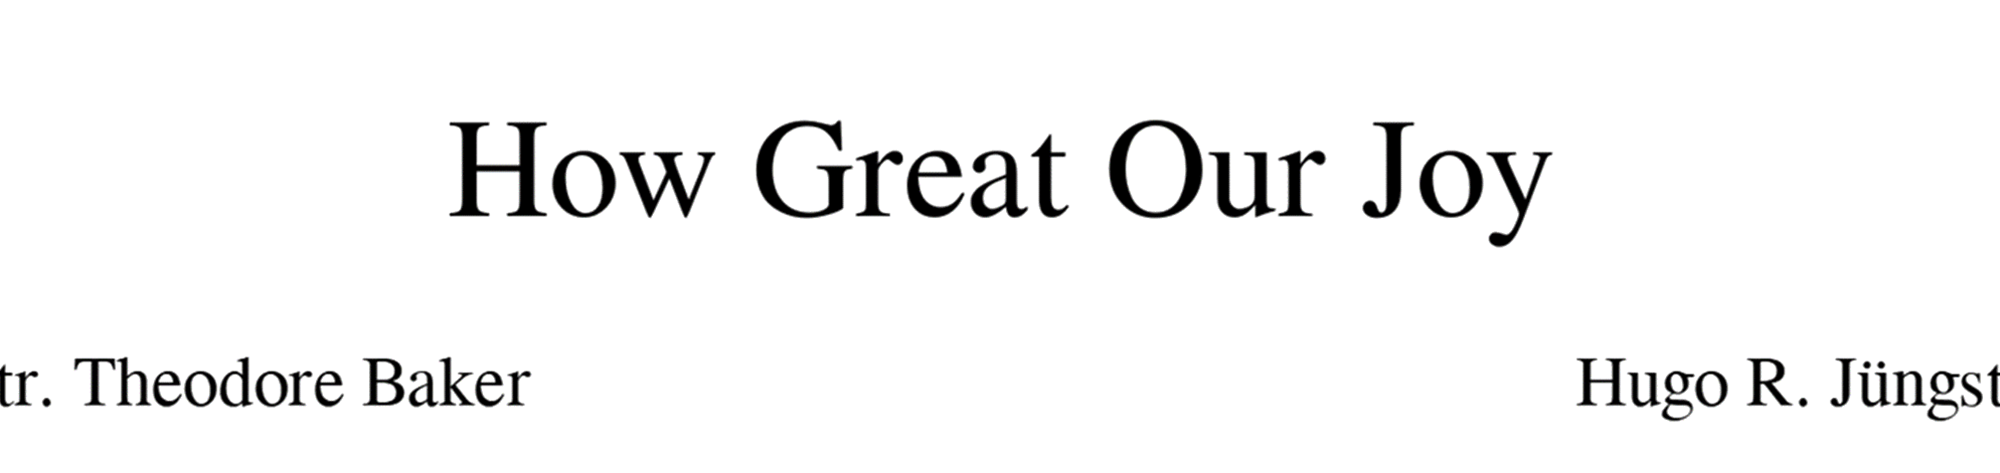 How Great Our Joy
tr. Theodore Baker Hugo R. Jüngst